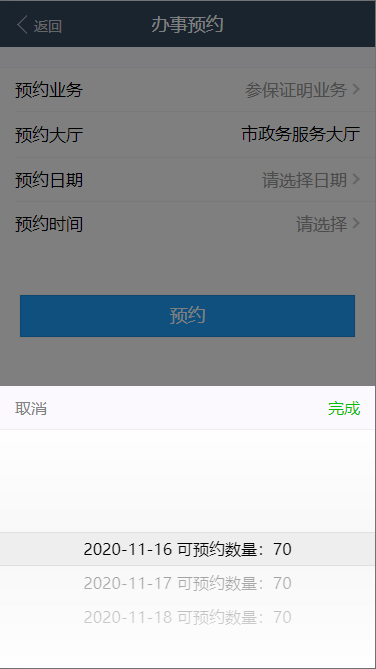 返回
办事预约
预约业务 参保证明业务
预约大厅 市政务服务大厅
预约日期 请选择日期
预约时间 请选择
预约
取消 完成
2020-11-16 可预约数量：70
2020-11-17 可预约数量：70
2020-11-18 可预约数量：70